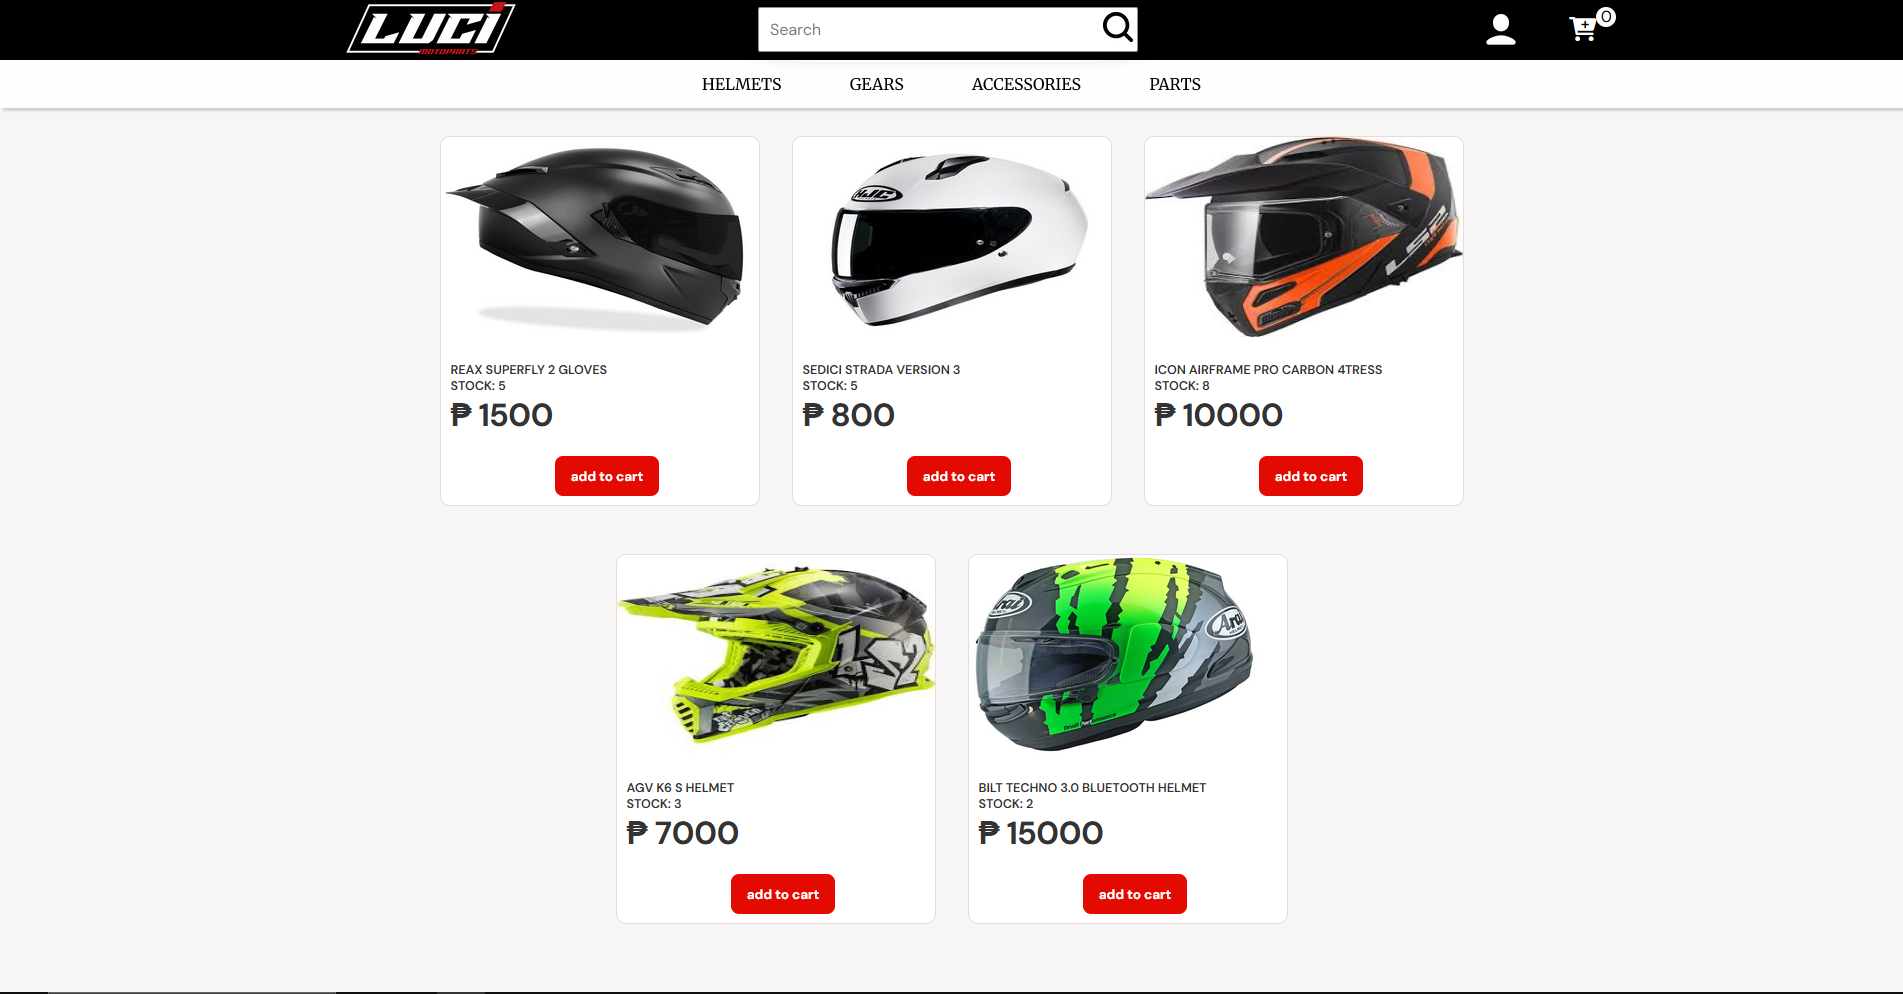 LUCI
MOTOPARTS
Search
0
HELMETS GEARS ACCESSORIES PARTS
HJC
LS2
REAX SUPERFLY 2 GLOVES
STOCK: 5
₱ 1500
add to cart
SEDICI STRADA VERSION 3
STOCK: 5
₱ 800
add to cart
ICON AIRFRAME PRO CARBON 4TRESS
STOCK: 8
₱ 10000
add to cart
LS2
Arai
Arai
HELMET
AGV K6 S HELMET
STOCK: 3
₱ 7000
add to cart
BILT TECHNO 3.0 BLUETOOTH HELMET
STOCK: 2
₱ 15000
add to cart